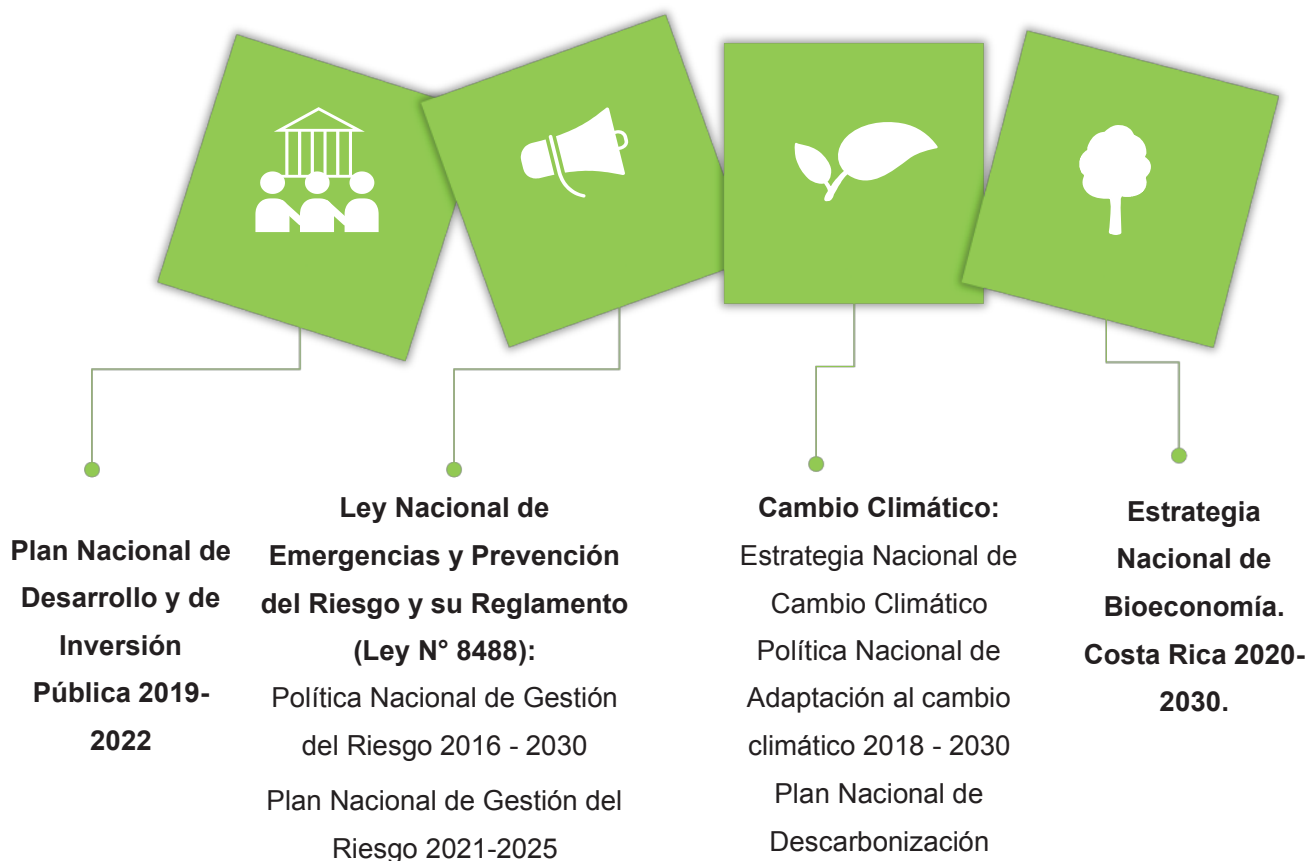 Plan Nacional de
Desarrollo y de
Inversión
Pública 2019-
2022
Ley Nacional de
Emergencias y Prevención
del Riesgo y su Reglamento
(Ley N° 8488):
Política Nacional de Gestión
del Riesgo 2016 - 2030
Plan Nacional de Gestión del
Riesgo 2021-2025
Cambio Climático:
Estrategia Nacional de
Cambio Climático
Política Nacional de
Adaptación al cambio
climático 2018 - 2030
Plan Nacional de
Descarbonización
Estrategia
Nacional de
Bioeconomía.
Costa Rica 2020-
2030.